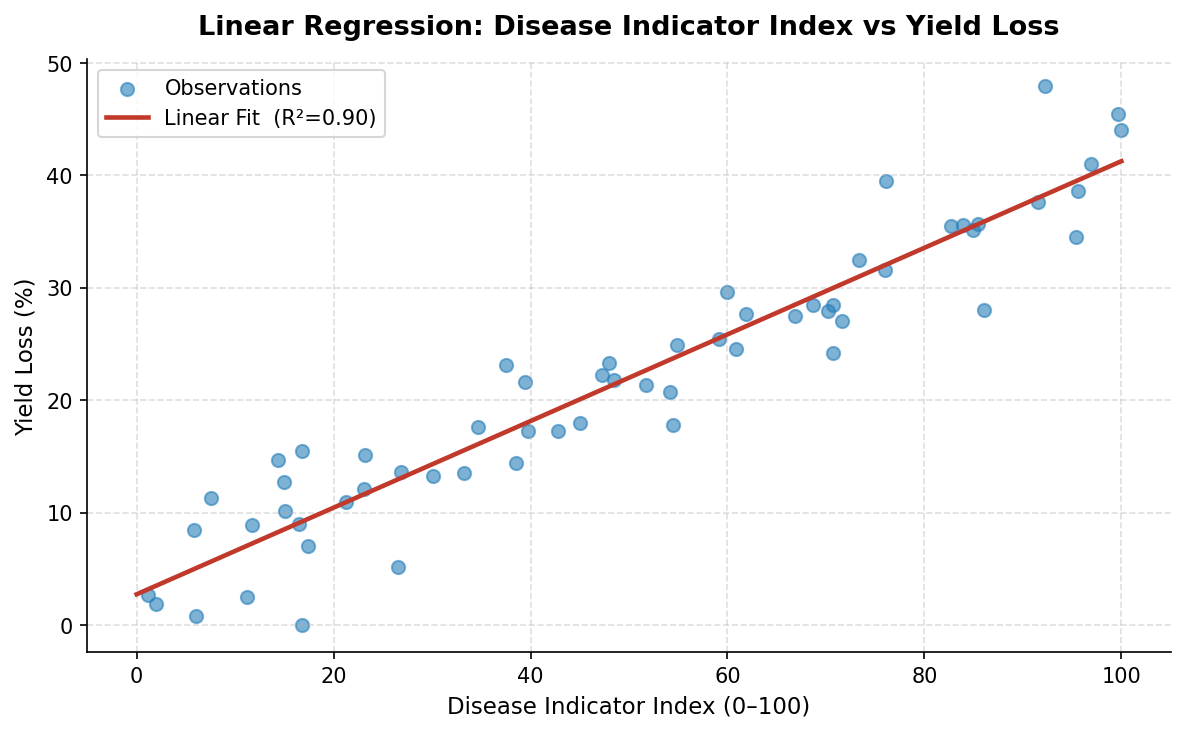 Linear Regression: Disease Indicator Index vs Yield Loss
Observations
Linear Fit (R²=0.90)
Yield Loss (%)
50
40
30
20
10
0
0 20 40 60 80 100
Disease Indicator Index (0–100)